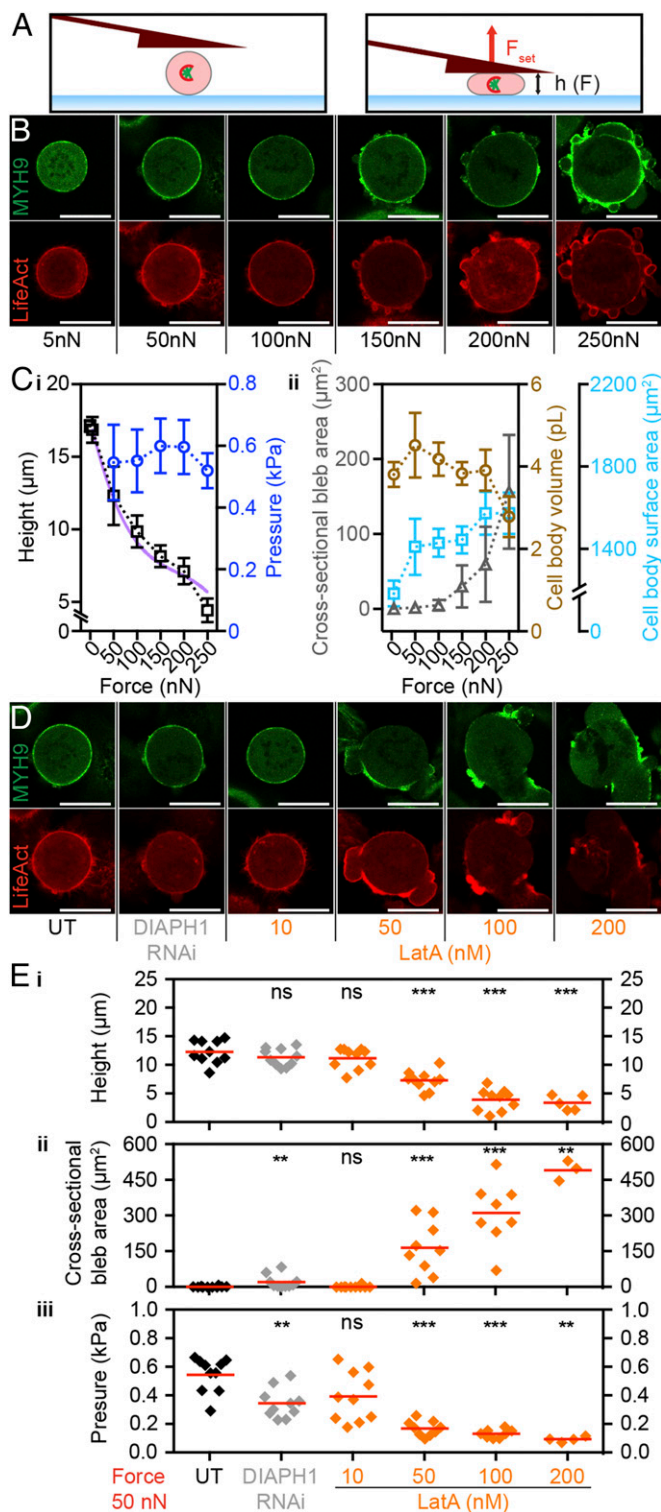 A
F set
h (F)
B
MYH9
LifeAct
5nN 50nN 100nN 150nN 200nN 250nN
C i ii
20 15 10 5 0
Height (µm)
0.8 0.6 0.4 0.2 0
Pressure (kPa)
0 50 100 150 200 250
Force (nN)
300 200 100 0
Cross-sectional bleb area (µm²)
6 4 2 0
Cell body volume (pL)
2200 1800 1400 0
Cell body surface area (µm²)
0 50 100 150 200 250
Force (nN)
D
MYH9
LifeAct
UT DIAPH1 10 50 100 200
RNAi LatA (nM)
E i
25 20 15 10 5 0
Height (µm)
ns ns *** *** ***
25 20 15 10 5 0
ii
600 450 300 150 0
Cross-sectional
bleb area (µm²)
** ns *** *** **
600 450 300 150 0
iii
1.0 0.8 0.6 0.4 0.2 0.0
Presure (kPa)
** ns *** *** **
1.0 0.8 0.6 0.4 0.2 0.0
Force UT DIAPH1 10 50 100 200
50 nN RNAi LatA (nM)